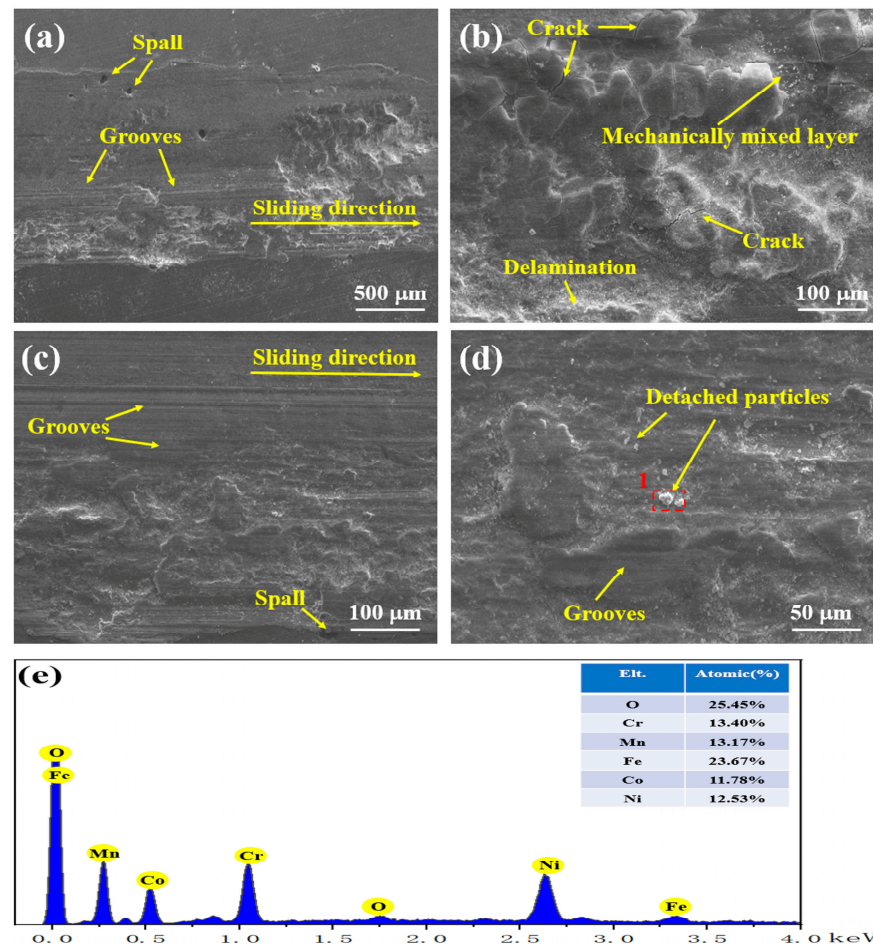 (a)
Spall
Grooves
Sliding direction
500 μm
(b)
Crack
Mechanically mixed layer
Crack
Delamination
100 μm
(c)
Sliding direction
Grooves
Spall
100 μm
(d)
Detached particles
1
Grooves
50 μm
(e)
Elt. Atomic(%)
O 25.45%
Cr 13.40%
Mn 13.17%
Fe 23.67%
Co 11.78%
Ni 12.53%
O
Fe
Mn
Co
Cr
O
Ni
Fe
0.0 0.5 1.0 1.5 2.0 2.5 3.0 3.5 4.0 keV